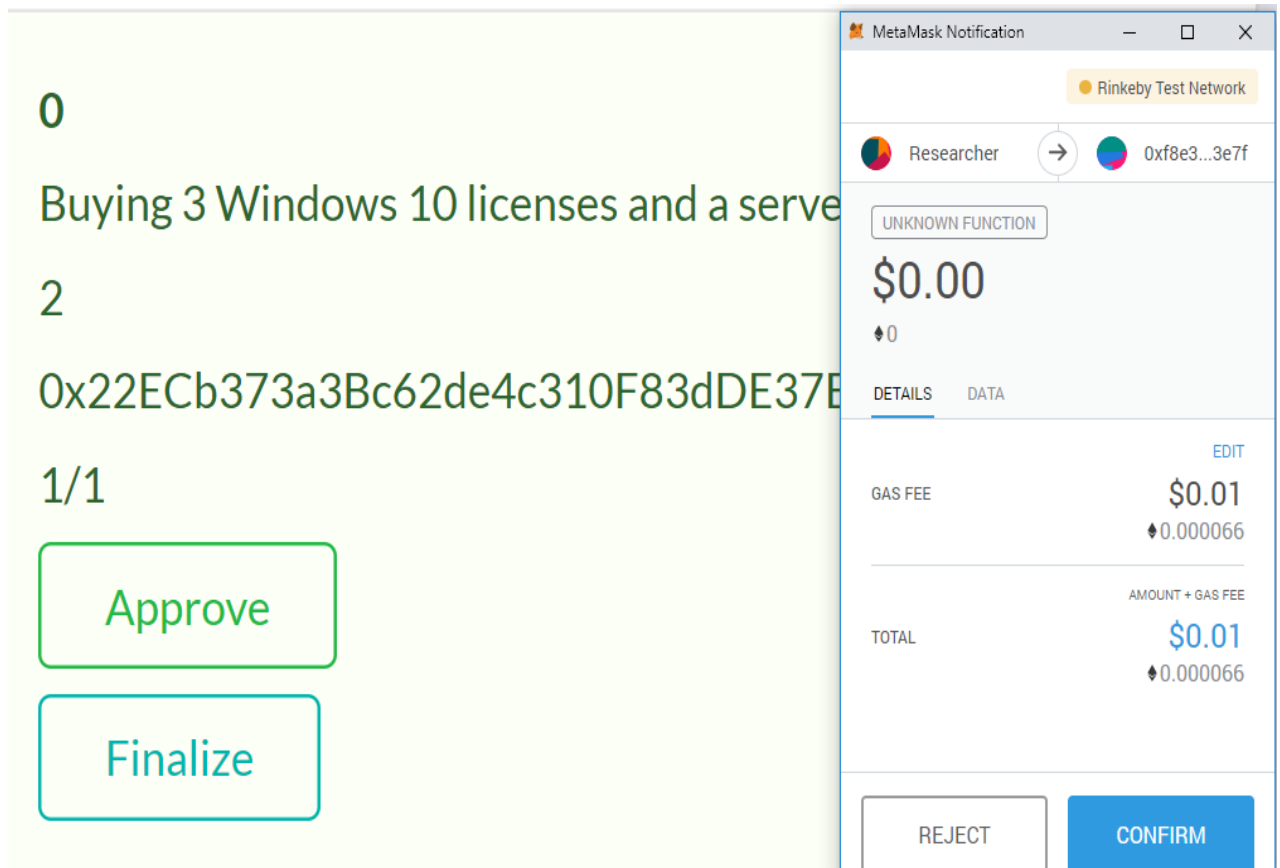 0
Buying 3 Windows 10 licenses and a serve
2
0x22ECb373a3Bc62de4c310F83dDE37E
1/1
Approve
Finalize
MetaMask Notification
Rinkeby Test Network
Researcher
0xf8e3...3e7f
UNKNOWN FUNCTION
$0.00
0
DETAILS DATA
EDIT
GAS FEE $0.01
0.000066
AMOUNT + GAS FEE
TOTAL $0.01
0.000066
REJECT CONFIRM